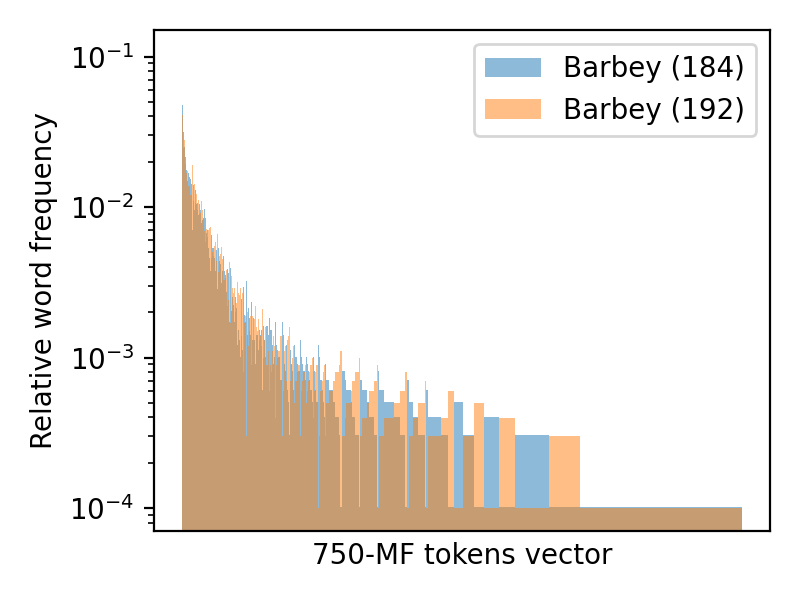 Barbey (184)
Barbey (192)
Relative word frequency
10⁻¹
10⁻²
10⁻³
10⁻⁴
750-MF tokens vector